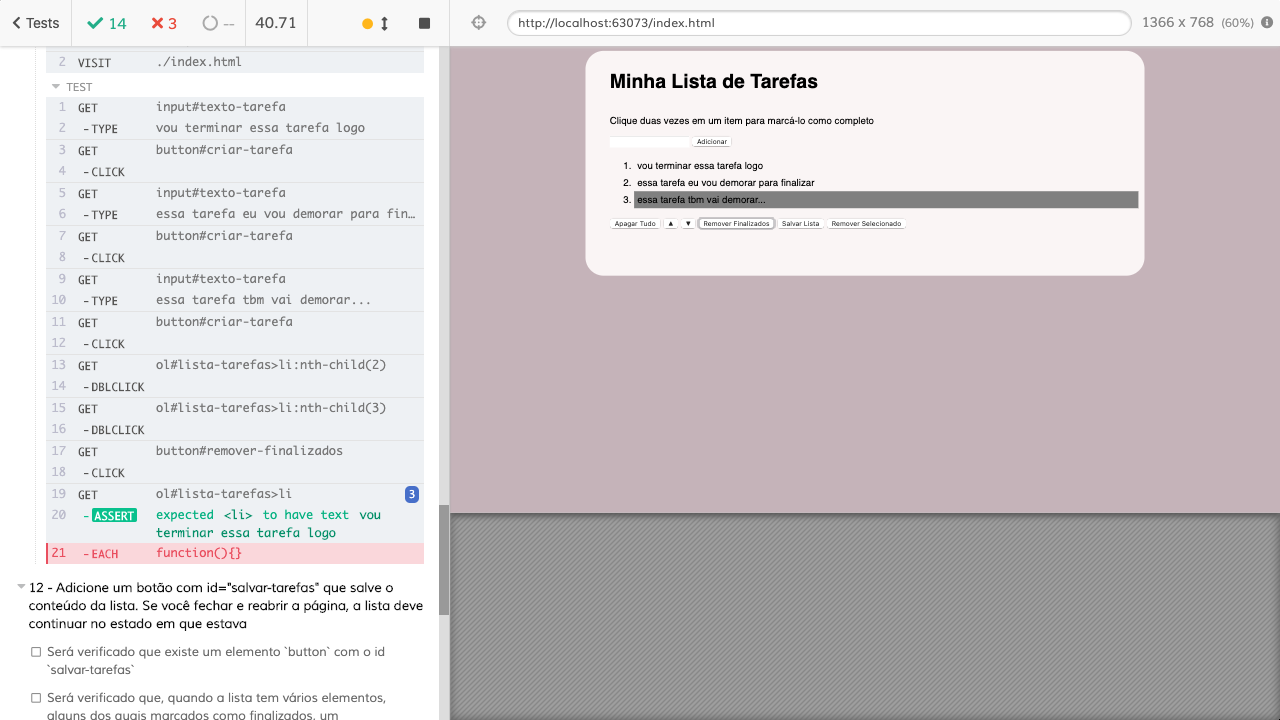 Tests 14 3 -- 40.71 http://localhost:63073/index.html 1366 x 768 (60%)
2 VISIT ./index.html
TEST
1 GET input#texto-tarefa
2 -TYPE vou terminar essa tarefa logo
3 GET button#criar-tarefa
4 -CLICK
5 GET input#texto-tarefa
6 -TYPE essa tarefa eu vou demorar para fin…
7 GET button#criar-tarefa
8 -CLICK
9 GET input#texto-tarefa
10 -TYPE essa tarefa tbm vai demorar...
11 GET button#criar-tarefa
12 -CLICK
13 GET ol#lista-tarefas>li:nth-child(2)
14 -DBLCLICK
15 GET ol#lista-tarefas>li:nth-child(3)
16 -DBLCLICK
17 GET button#remover-finalizados
18 -CLICK
19 GET ol#lista-tarefas>li 3
20 -ASSERT expected <li> to have text vou
terminar essa tarefa logo
21 -EACH function(){}
12 - Adicione um botão com id="salvar-tarefas" que salve o
conteúdo da lista. Se você fechar e reabrir a página, a lista deve
continuar no estado em que estava
Será verificado que existe um elemento `button` com o id
`salvar-tarefas`
Será verificado que, quando a lista tem vários elementos,
alguns dos quais marcados como finalizados, um
Minha Lista de Tarefas
Clique duas vezes em um item para marcá-lo como completo
Adicionar
1. vou terminar essa tarefa logo
2. essa tarefa eu vou demorar para finalizar
3. essa tarefa tbm vai demorar...
Apagar Tudo ▲ ▼ Remover Finalizados Salvar Lista Remover Selecionado